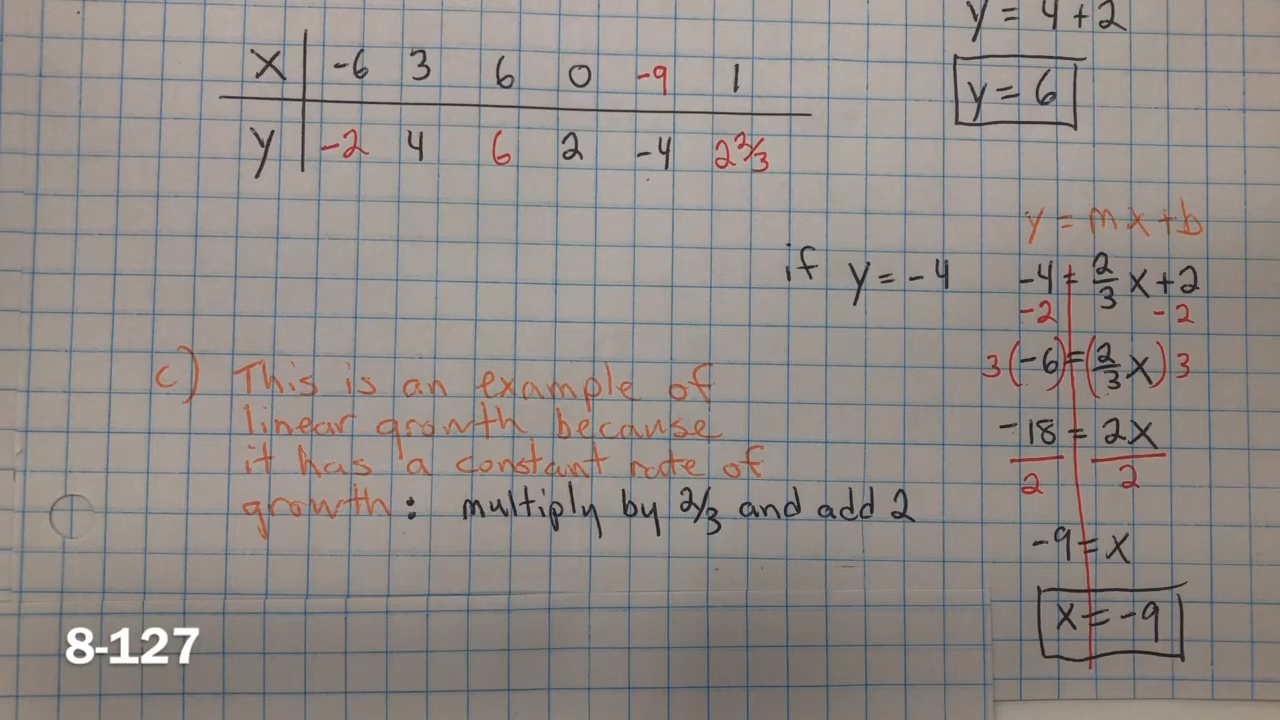 y = 4 + 2
y = 6
X | -6 3 6 0 -9 1
Y | -2 4 6 2 -4 2 2/3
y = mx + b
if y = -4
-4 = 2/3 x + 2
-2 -2
3(-6) = (2/3 x)3
-18 = 2x
2 2
-9 = x
x = -9
c) This is an example of
linear growth because
it has a constant rate of
growth: multiply by 2/3 and add 2
8-127